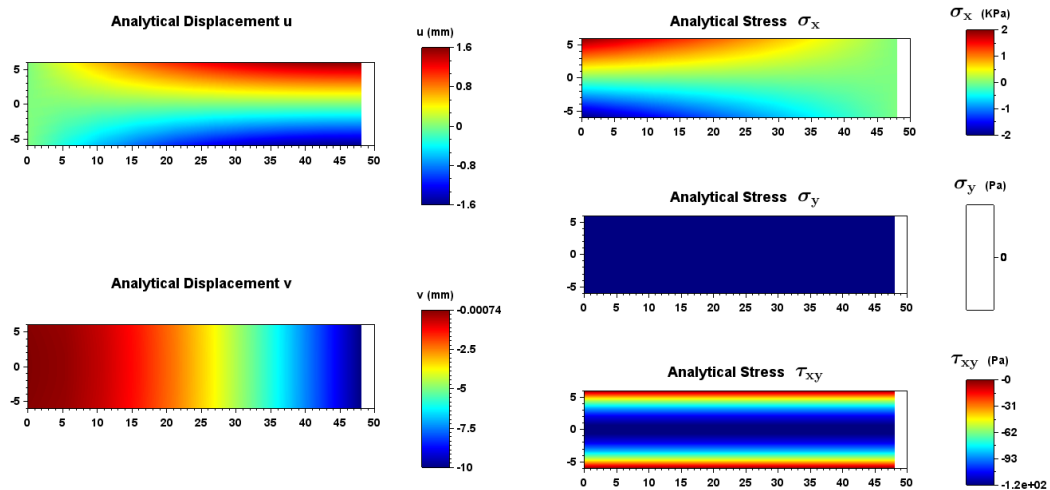 Analytical Displacement u
u (mm)
1.6
0.8
0
-0.8
-1.6
5
0
-5
0 5 10 15 20 25 30 35 40 45 50
Analytical Displacement v
v (mm)
-0.00074
-2.5
-5
-7.5
-10
5
0
-5
0 5 10 15 20 25 30 35 40 45 50
Analytical Stress σx
σx (KPa)
2
1
0
-1
-2
5
0
-5
0 5 10 15 20 25 30 35 40 45 50
Analytical Stress σy
σy (Pa)
0
5
0
-5
0 5 10 15 20 25 30 35 40 45 50
Analytical Stress τxy
τxy (Pa)
-0
-31
-62
-93
-1.2e+02
5
0
-5
0 5 10 15 20 25 30 35 40 45 50